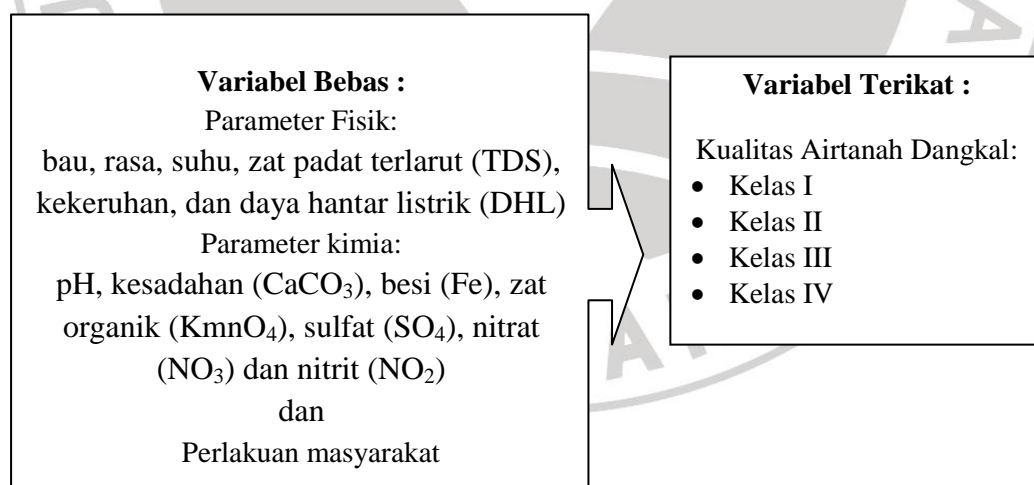 Variabel Bebas :
Parameter Fisik:
bau, rasa, suhu, zat padat terlarut (TDS),
kekeruhan, dan daya hantar listrik (DHL)
Parameter kimia:
pH, kesadahan (CaCO₃), besi (Fe), zat
organik (KmnO₄), sulfat (SO₄), nitrat
(NO₃) dan nitrit (NO₂)
dan
Perlakuan masyarakat
Variabel Terikat :
Kualitas Airtanah Dangkal:
• Kelas I
• Kelas II
• Kelas III
• Kelas IV